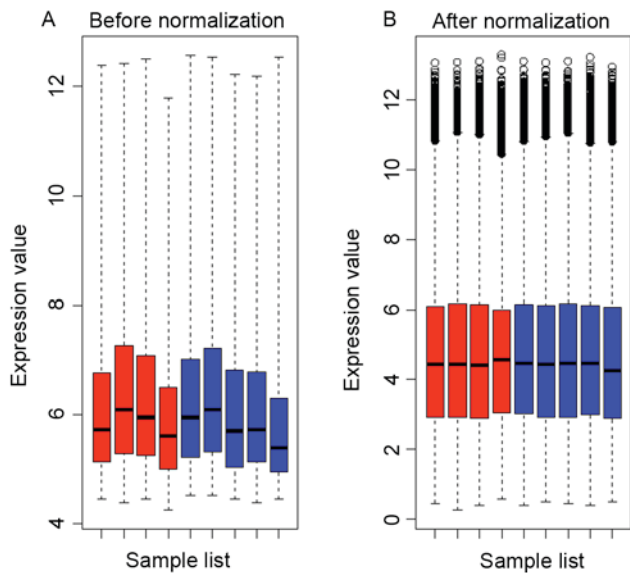 A
Before normalization
Expression value
12
10
8
6
4
Sample list
B
After normalization
Expression value
12
10
8
6
4
2
0
Sample list